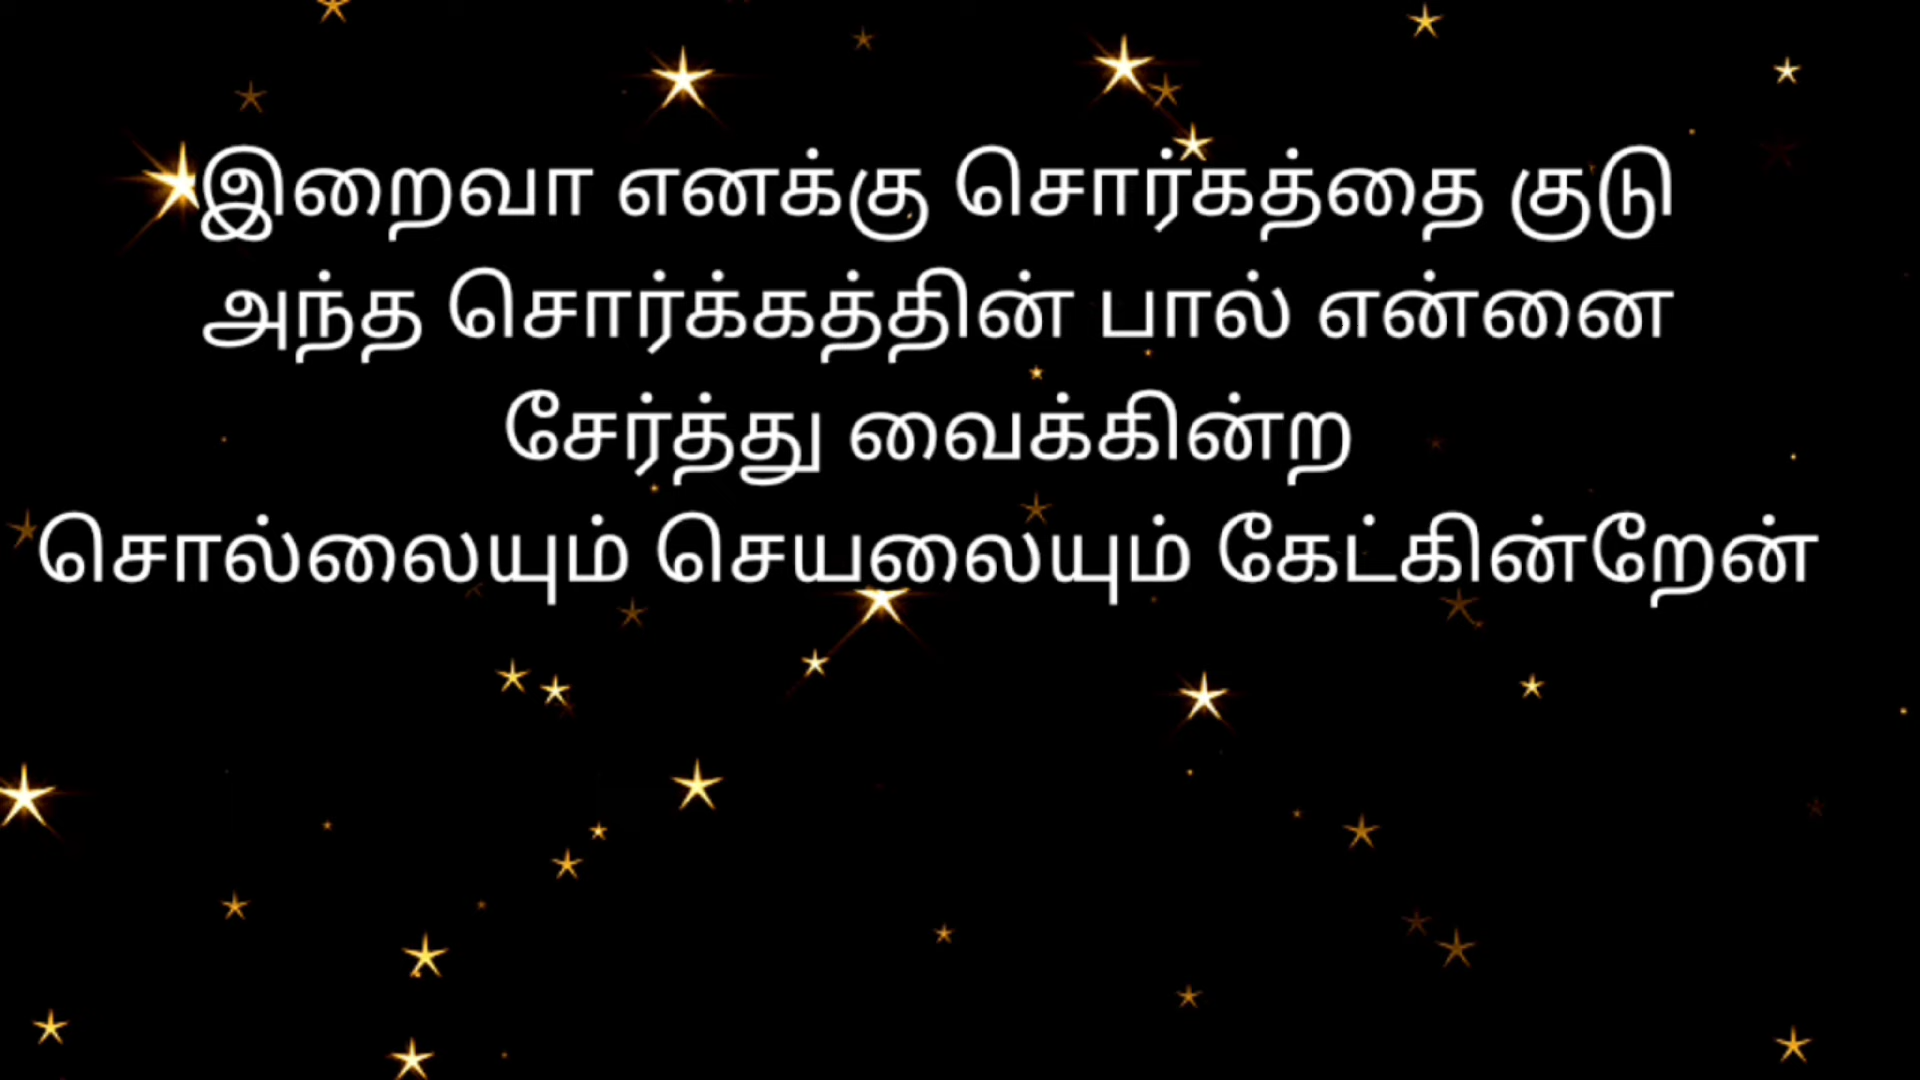 இறைவா எனக்கு சொர்கத்தை குடு
அந்த சொர்க்கத்தின் பால் என்னை
சேர்த்து வைக்கின்ற
சொல்லையும் செயலையும் கேட்கின்றேன்